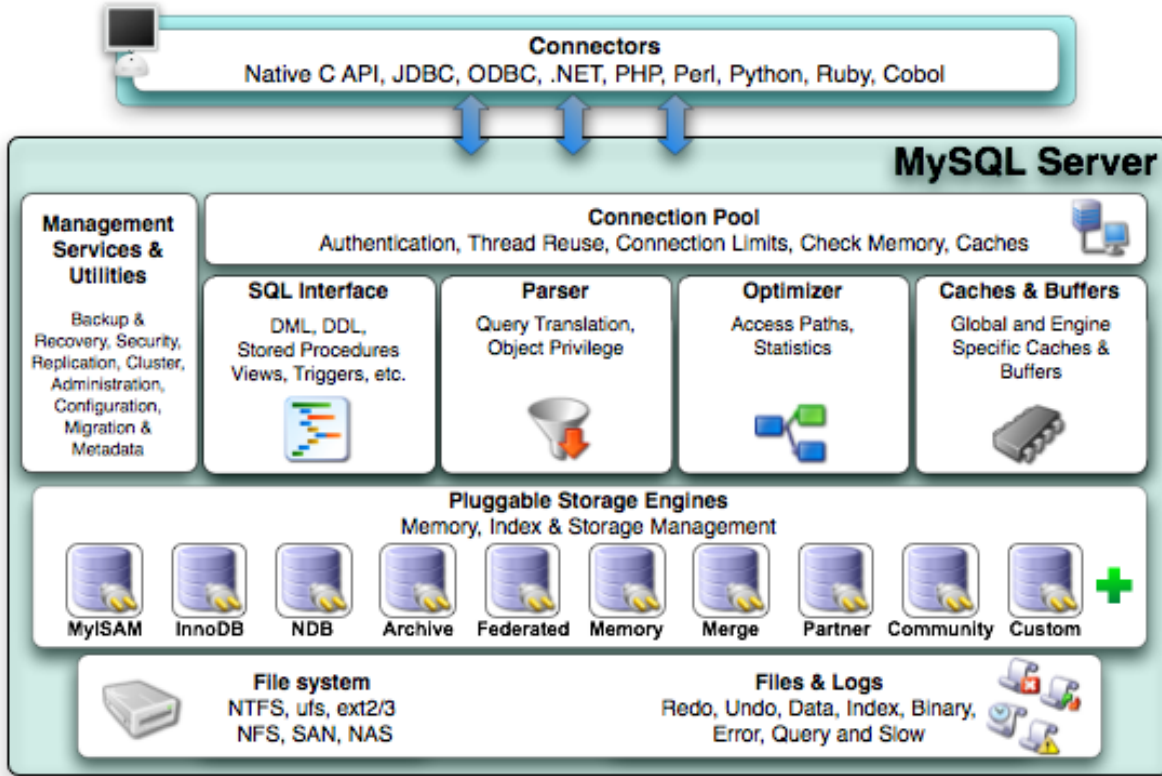 Connectors
Native C API, JDBC, ODBC, .NET, PHP, Perl, Python, Ruby, Cobol
MySQL Server
Management
Services &
Utilities
Backup &
Recovery, Security,
Replication, Cluster,
Administration,
Configuration,
Migration &
Metadata
Connection Pool
Authentication, Thread Reuse, Connection Limits, Check Memory, Caches
SQL Interface
DML, DDL,
Stored Procedures
Views, Triggers, etc.
Parser
Query Translation,
Object Privilege
Optimizer
Access Paths,
Statistics
Caches & Buffers
Global and Engine
Specific Caches &
Buffers
Pluggable Storage Engines
Memory, Index & Storage Management
MyISAM
InnoDB
NDB
Archive
Federated
Memory
Merge
Partner
Community
Custom
File system
NTFS, ufs, ext2/3
NFS, SAN, NAS
Files & Logs
Redo, Undo, Data, Index, Binary,
Error, Query and Slow